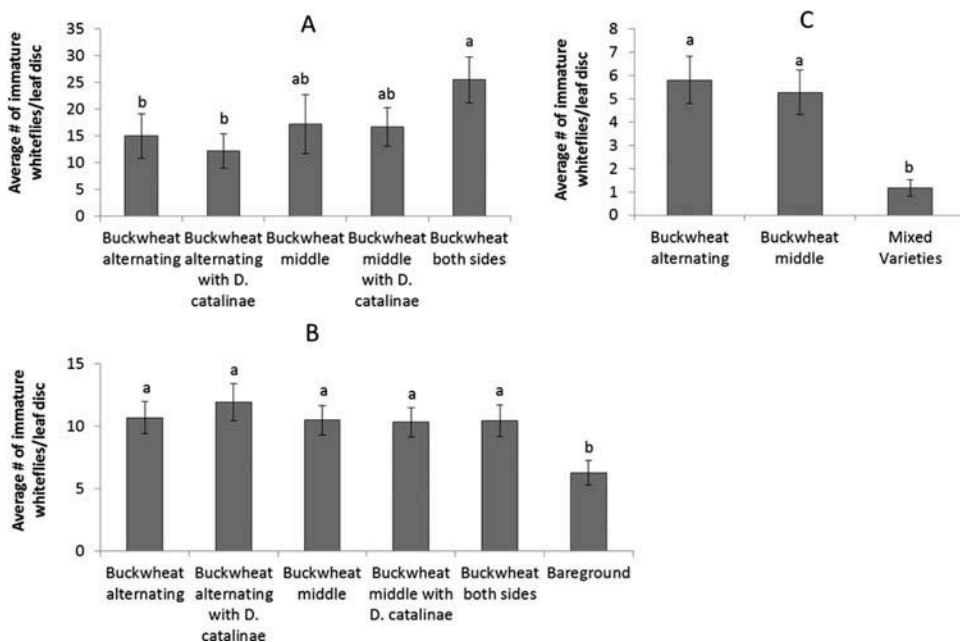 A
Average # of immature
whiteflies/leaf disc
35
30
25
20
15
10
5
0
b
b
ab
ab
a
Buckwheat alternating
Buckwheat alternating with D. catalinae
Buckwheat middle
Buckwheat middle with D. catalinae
Buckwheat both sides
C
Average # of immature
whiteflies/leaf disc
8
7
6
5
4
3
2
1
0
a
a
b
Buckwheat alternating
Buckwheat middle
Mixed Varieties
B
Average # of immature
whiteflies/leaf disc
15
10
5
0
a
a
a
a
a
b
Buckwheat alternating
Buckwheat alternating with D. catalinae
Buckwheat middle
Buckwheat middle with D. catalinae
Buckwheat both sides
Bareground